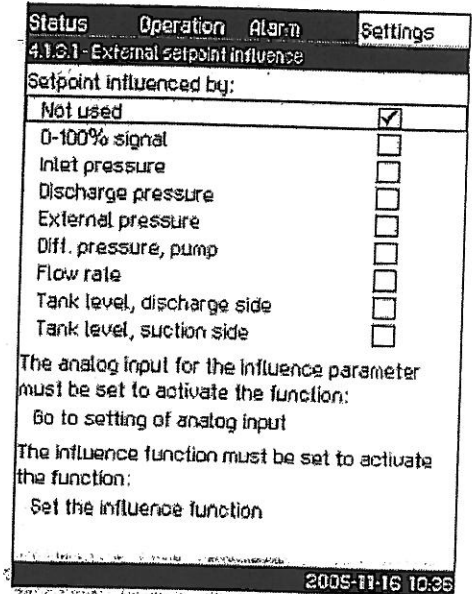 Status Operation Alarm Settings
4.1.6.1 - External setpoint influence
Setpoint influenced by:
Not used
0-100% signal
Inlet pressure
Discharge pressure
External pressure
Diff. pressure, pump
Flow rate
Tank level, discharge side
Tank level, suction side
The analog input for the influence parameter
must be set to activate the function:
Go to setting of analog input
The influence function must be set to activate
the function:
Set the influence function
2005-11-16 10:36